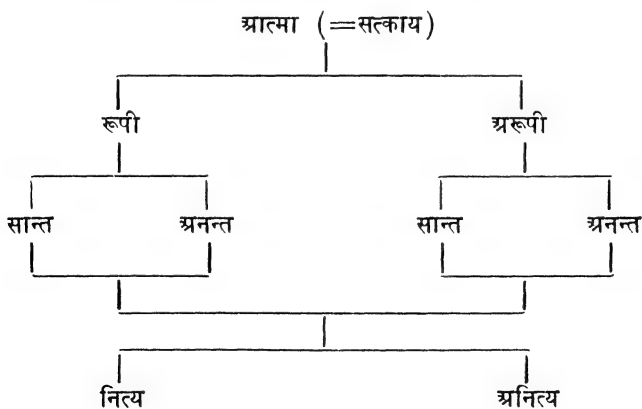 आत्मा (=सत्काय)
रूपी अरूपी
सान्त अनन्त सान्त अनन्त
नित्य अनित्य